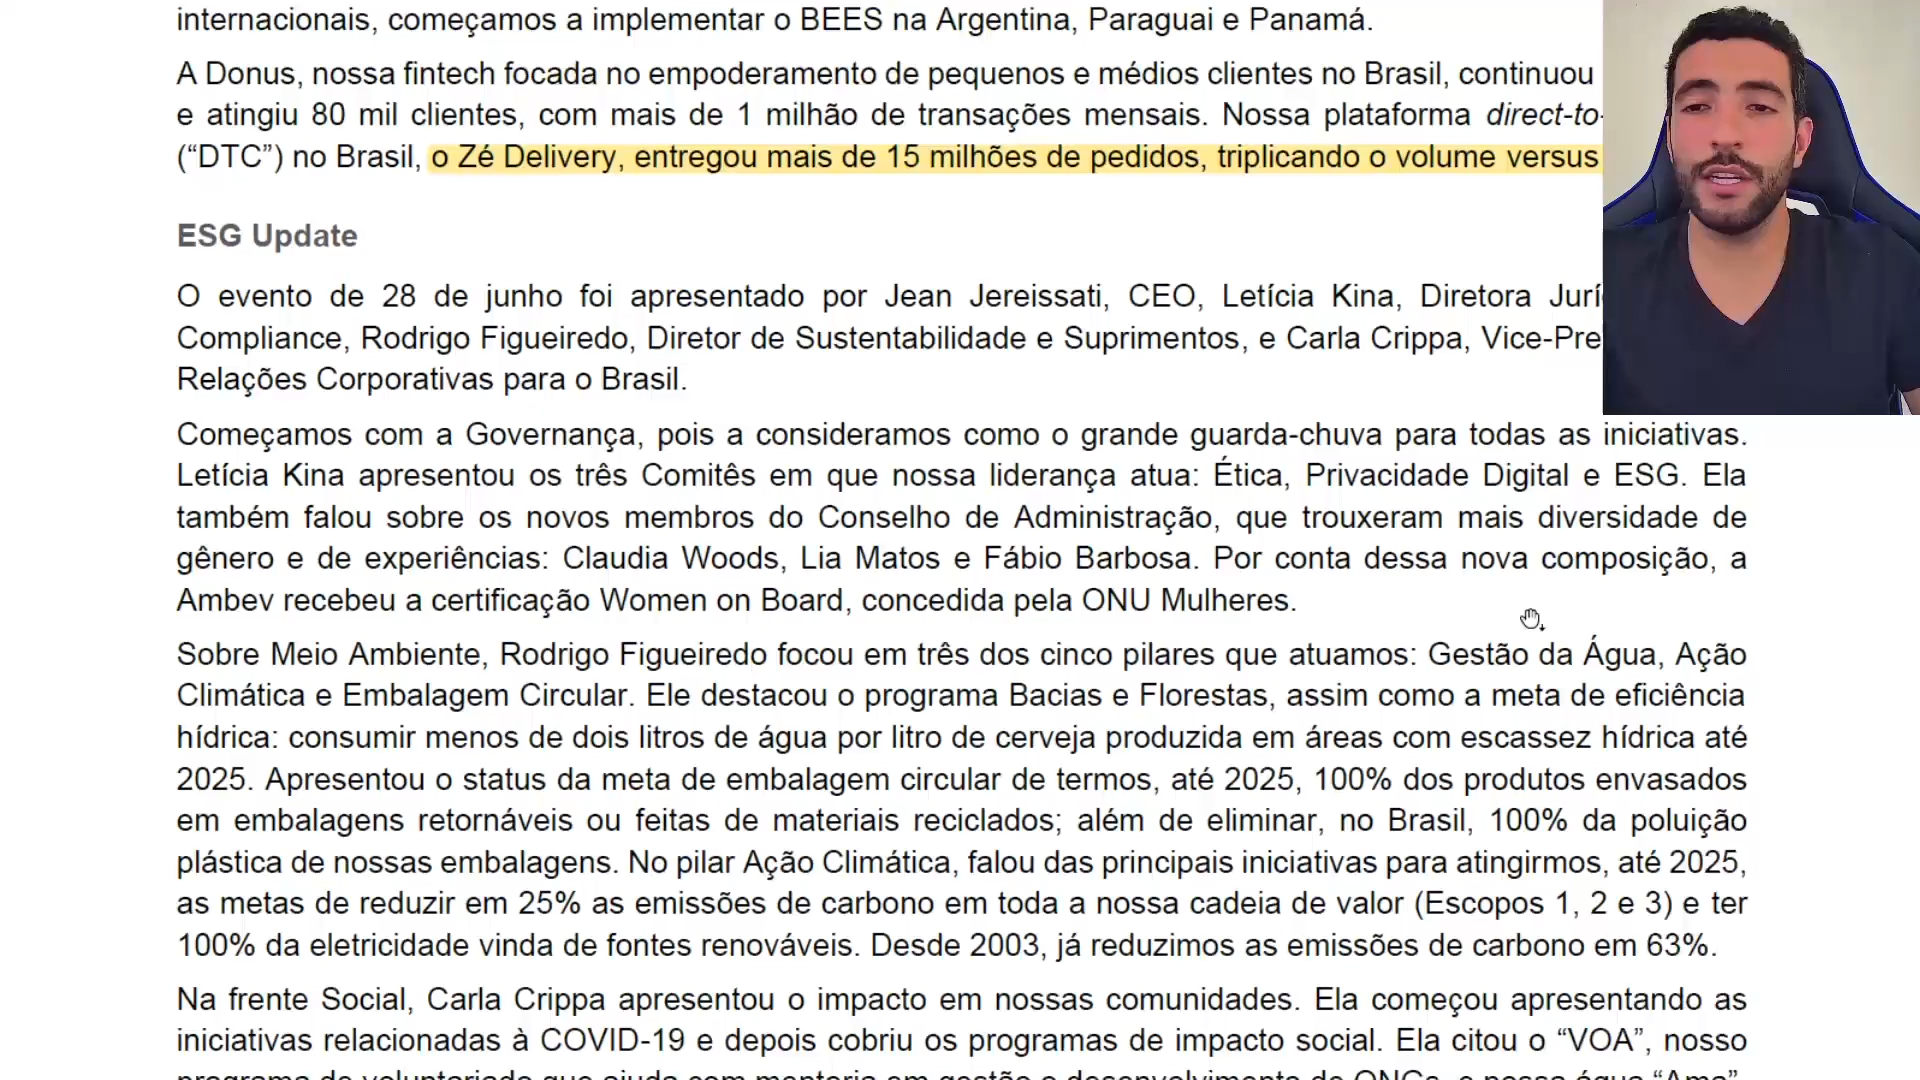 internacionais, começamos a implementar o BEES na Argentina, Paraguai e Panamá.
A Donus, nossa fintech focada no empoderamento de pequenos e médios clientes no Brasil, continuou
e atingiu 80 mil clientes, com mais de 1 milhão de transações mensais. Nossa plataforma direct-to-
(“DTC”) no Brasil, o Zé Delivery, entregou mais de 15 milhões de pedidos, triplicando o volume versus
ESG Update
O evento de 28 de junho foi apresentado por Jean Jereissati, CEO, Letícia Kina, Diretora
Compliance, Rodrigo Figueiredo, Diretor de Sustentabilidade e Suprimentos, e Carla Crippa,
Relações Corporativas para o Brasil.
Começamos com a Governança, pois a consideramos como o grande guarda-chuva para todas as iniciativas.
Letícia Kina apresentou os três Comitês em que nossa liderança atua: Ética, Privacidade Digital e ESG. Ela
também falou sobre os novos membros do Conselho de Administração, que trouxeram mais diversidade de
gênero e de experiências: Claudia Woods, Lia Matos e Fábio Barbosa. Por conta dessa nova composição, a
Ambev recebeu a certificação Women on Board, concedida pela ONU Mulheres.
Sobre Meio Ambiente, Rodrigo Figueiredo focou em três dos cinco pilares que atuamos: Gestão da Água, Ação
Climática e Embalagem Circular. Ele destacou o programa Bacias e Florestas, assim como a meta de eficiência
hídrica: consumir menos de dois litros de água por litro de cerveja produzida em áreas com escassez hídrica até
2025. Apresentou o status da meta de embalagem circular de termos, até 2025, 100% dos produtos envasados
em embalagens retornáveis ou feitas de materiais reciclados; além de eliminar, no Brasil, 100% da poluição
plástica de nossas embalagens. No pilar Ação Climática, falou das principais iniciativas para atingirmos, até 2025,
as metas de reduzir em 25% as emissões de carbono em toda a nossa cadeia de valor (Escopos 1, 2 e 3) e ter
100% da eletricidade vinda de fontes renováveis. Desde 2003, já reduzimos as emissões de carbono em 63%.
Na frente Social, Carla Crippa apresentou o impacto em nossas comunidades. Ela começou apresentando as
iniciativas relacionadas à COVID-19 e depois cobriu os programas de impacto social. Ela citou o “VOA”, nosso
programa de voluntariado que ajuda com mentoria em gestão e desenvolvimento de ONGs, e nossa água “Ama”,